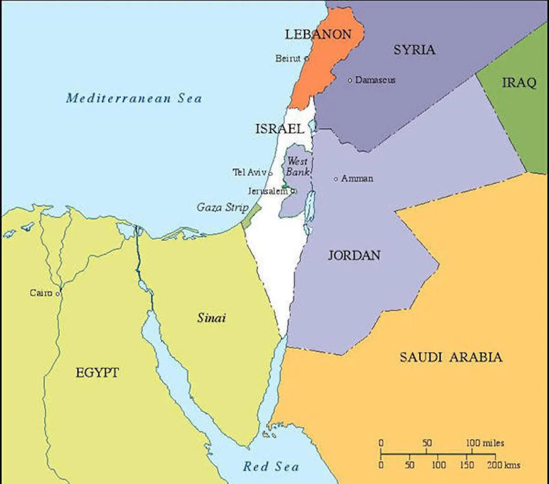 LEBANON
SYRIA
Beirut
Damascus
IRAQ
Mediterranean Sea
ISRAEL
Tel Aviv
West
Bank
Jerusalem
Amman
Gaza Strip
JORDAN
Cairo
Sinai
EGYPT
SAUDI ARABIA
Red Sea
0 50 100 miles
0 50 100 150 200 kms